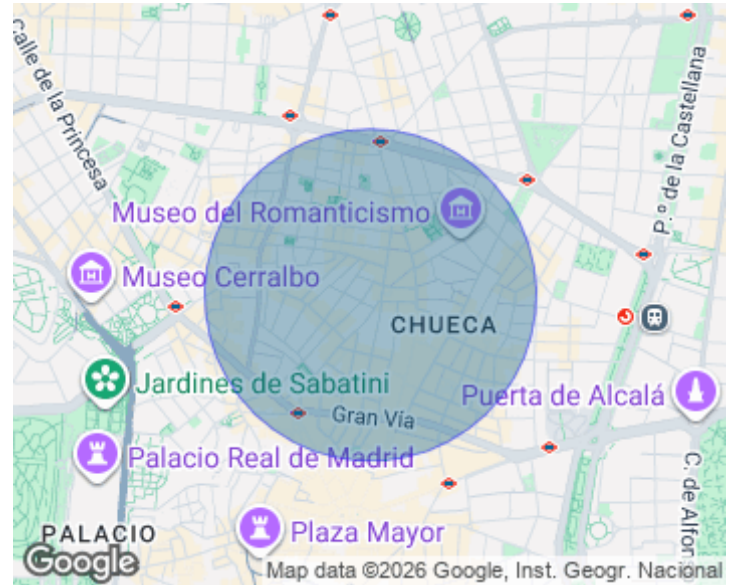 Calle de la Princesa
P.º de la Castellana
Museo del Romanticismo
Museo Cerralbo
CHUECA
Jardines de Sabatini
Puerta de Alcalá
Gran Vía
Palacio Real de Madrid
C. de Alfon
PALACIO
Plaza Mayor
Google
Map data ©2026 Google, Inst. Geogr. Nacional